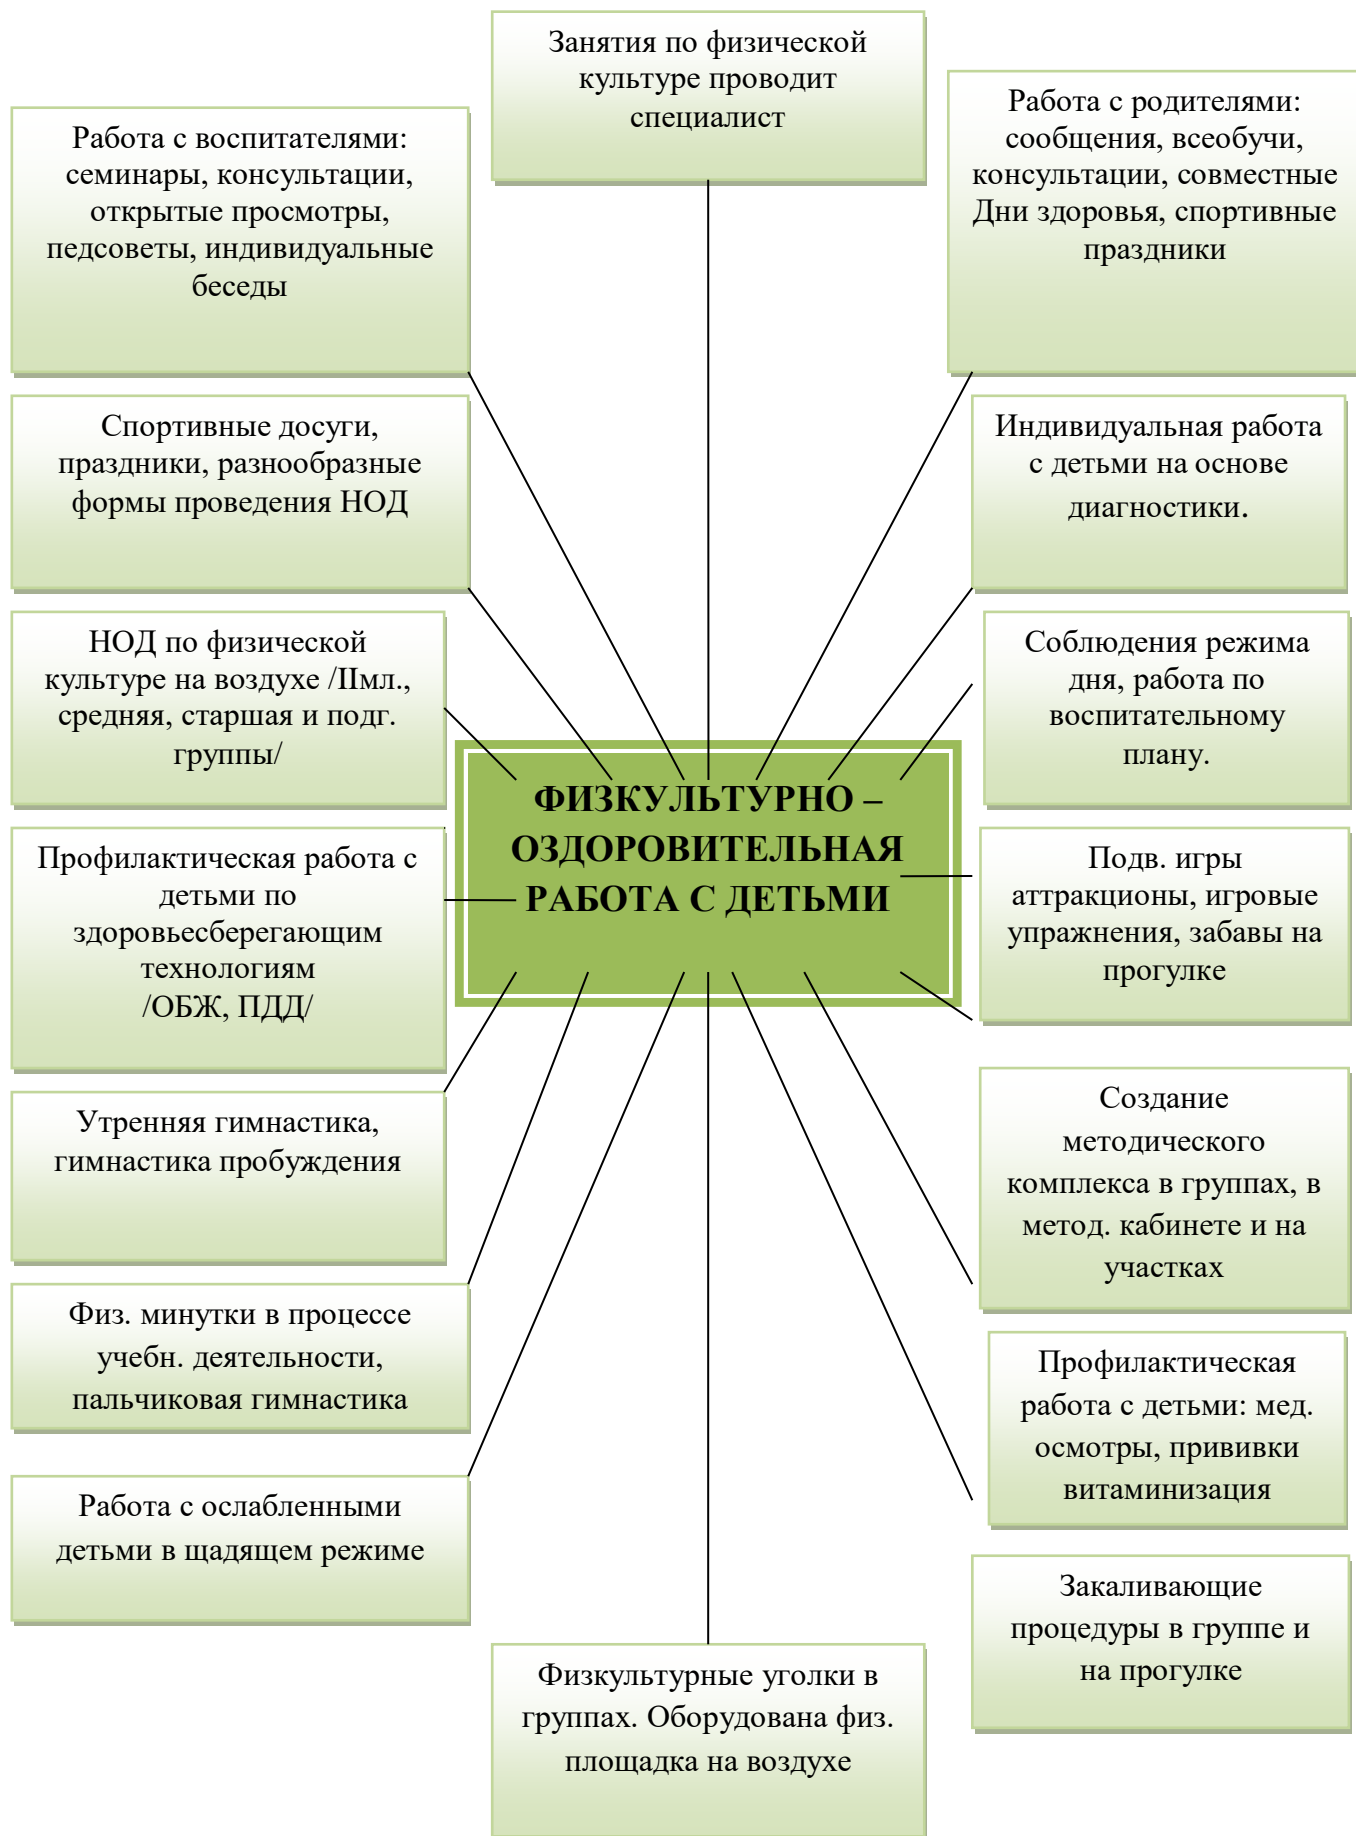 Занятия по физической
культуре проводит
специалист
Работа с воспитателями:
семинары, консультации,
открытые просмотры,
педсоветы, индивидуальные
беседы
Работа с родителями:
сообщения, всеобучи,
консультации, совместные
Дни здоровья, спортивные
праздники
Спортивные досуги,
праздники, разнообразные
формы проведения НОД
Индивидуальная работа
с детьми на основе
диагностики.
НОД по физической
культуре на воздухе /IIмл.,
средняя, старшая и подг.
группы/
Соблюдения режима
дня, работа по
воспитательному
плану.
ФИЗКУЛЬТУРНО –
ОЗДОРОВИТЕЛЬНАЯ
РАБОТА С ДЕТЬМИ
Профилактическая работа с
детьми по
здоровьесберегающим
технологиям
/ОБЖ, ПДД/
Подв. игры
аттракционы, игровые
упражнения, забавы на
прогулке
Утренняя гимнастика,
гимнастика пробуждения
Создание
методического
комплекса в группах, в
метод. кабинете и на
участках
Физ. минутки в процессе
учебн. деятельности,
пальчиковая гимнастика
Профилактическая
работа с детьми: мед.
осмотры, прививки
витаминизация
Работа с ослабленными
детьми в щадящем режиме
Закаливающие
процедуры в группе и
на прогулке
Физкультурные уголки в
группах. Оборудована физ.
площадка на воздухе